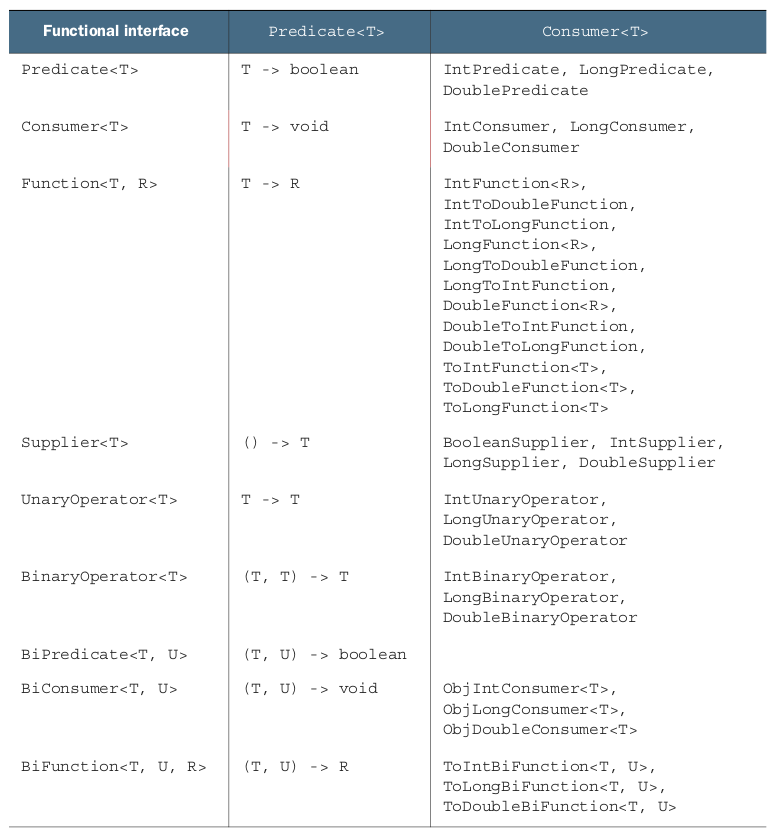 Functional interface Predicate<T> Consumer<T>
Predicate<T> T -> boolean IntPredicate, LongPredicate,
DoublePredicate
Consumer<T> T -> void IntConsumer, LongConsumer,
DoubleConsumer
Function<T, R> T -> R IntFunction<R>,
IntToDoubleFunction,
IntToLongFunction,
LongFunction<R>,
LongToDoubleFunction,
LongToIntFunction,
DoubleFunction<R>,
DoubleToIntFunction,
DoubleToLongFunction,
ToIntFunction<T>,
ToDoubleFunction<T>,
ToLongFunction<T>
Supplier<T> () -> T BooleanSupplier, IntSupplier,
LongSupplier, DoubleSupplier
UnaryOperator<T> T -> T IntUnaryOperator,
LongUnaryOperator,
DoubleUnaryOperator
BinaryOperator<T> (T, T) -> T IntBinaryOperator,
LongBinaryOperator,
DoubleBinaryOperator
BiPredicate<T, U> (T, U) -> boolean
BiConsumer<T, U> (T, U) -> void ObjIntConsumer<T>,
ObjLongConsumer<T>,
ObjDoubleConsumer<T>
BiFunction<T, U, R> (T, U) -> R ToIntBiFunction<T, U>,
ToLongBiFunction<T, U>,
ToDoubleBiFunction<T, U>